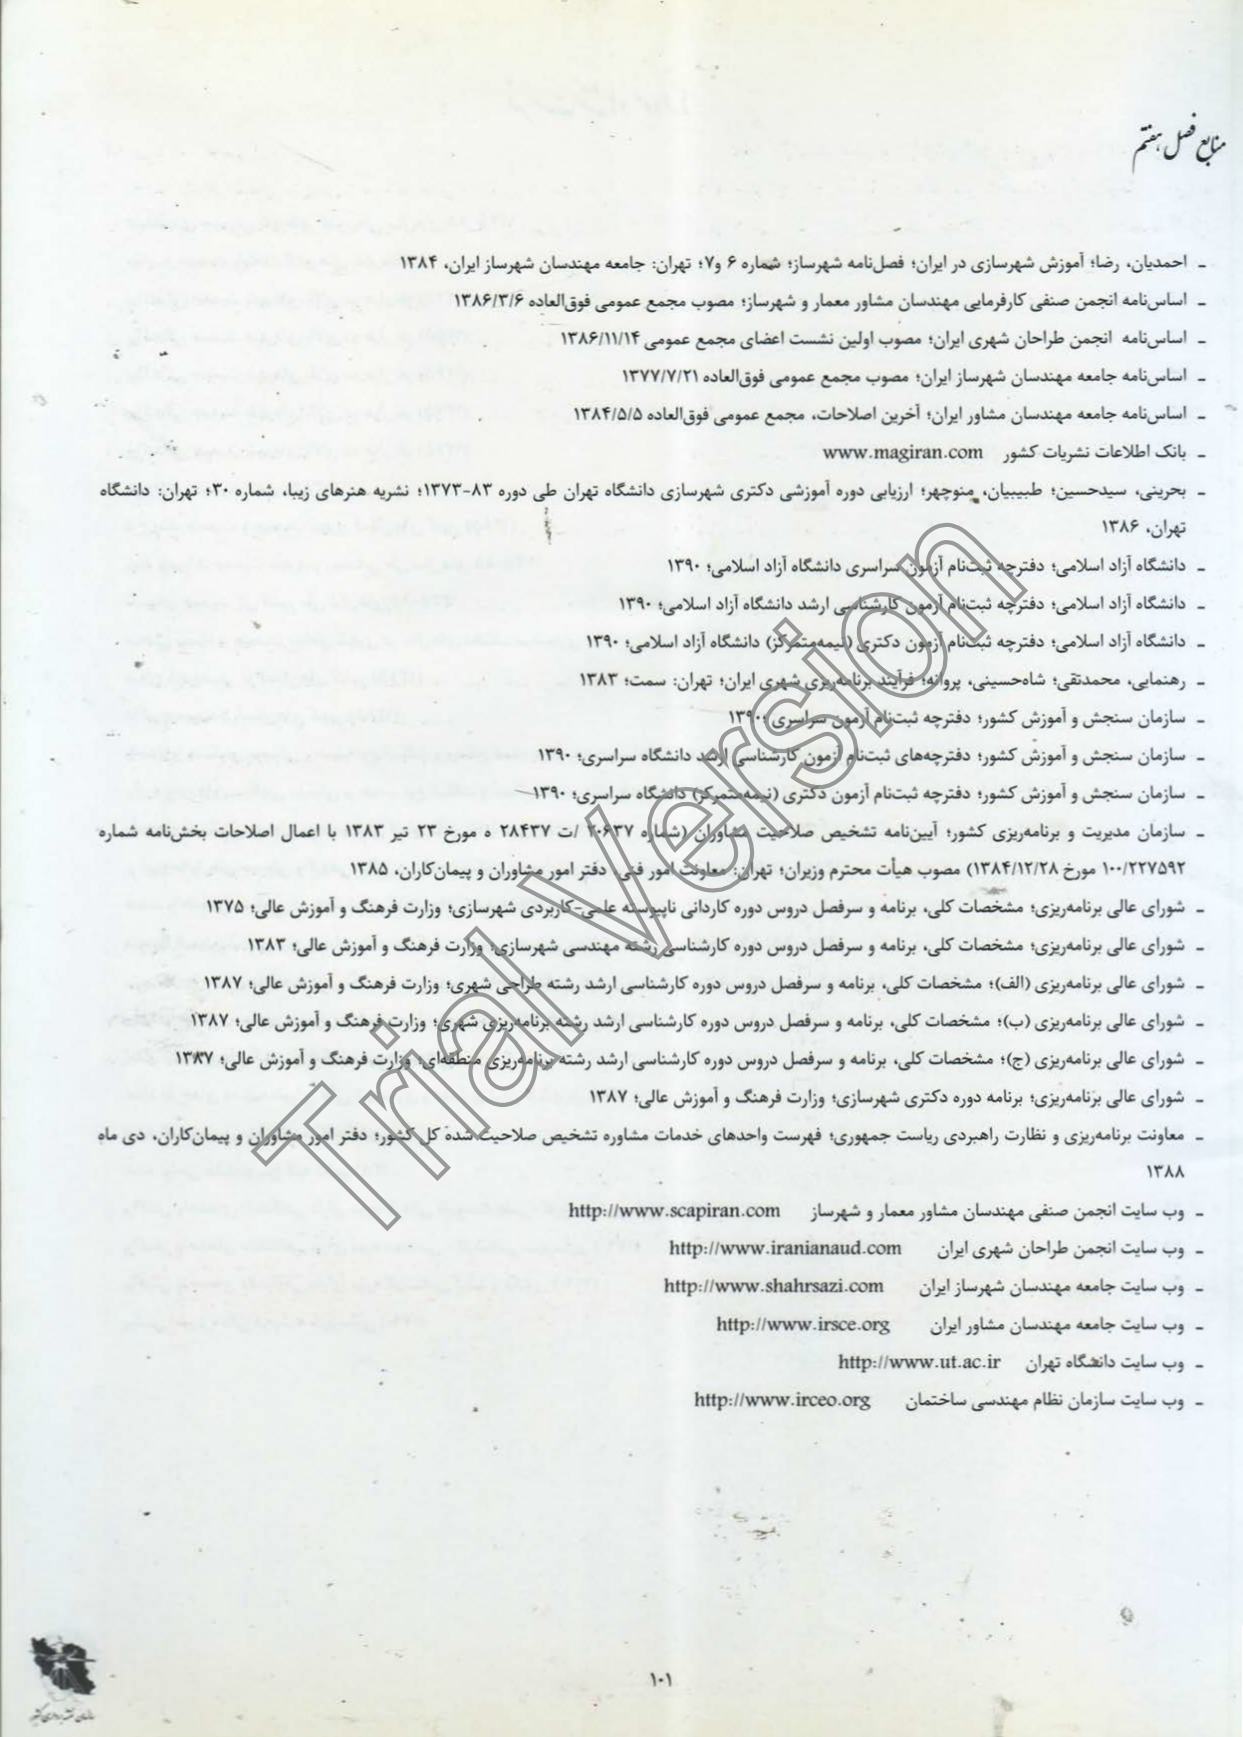 منابع فصل هفتم
- احمدیان، رضا؛ آموزش شهرسازی در ایران؛ فصل‌نامه شهرساز؛ شماره ۶ و۷؛ تهران: جامعه مهندسان شهرساز ایران، ۱۳۸۴
- اساس‌نامه انجمن صنفی کارفرمایی مهندسان مشاور معمار و شهرساز؛ مصوب مجمع عمومی فوق‌العاده ۱۳۸۶/۳/۶
- اساس‌نامه انجمن طراحان شهری ایران؛ مصوب اولین نشست اعضای مجمع عمومی ۱۳۸۶/۱۱/۱۴
- اساس‌نامه جامعه مهندسان شهرساز ایران؛ مصوب مجمع عمومی فوق‌العاده ۱۳۷۷/۷/۲۱
- اساس‌نامه جامعه مهندسان مشاور ایران؛ آخرین اصلاحات، مجمع عمومی فوق‌العاده ۱۳۸۴/۵/۵
- بانک اطلاعات نشریات کشور www.magiran.com
- بحرینی، سیدحسین؛ طبیبیان، منوچهر؛ ارزیابی دوره آموزشی دکتری شهرسازی دانشگاه تهران طی دوره ۸۳-۱۳۷۳؛ نشریه هنرهای زیبا، شماره ۳۰؛ تهران: دانشگاه
تهران، ۱۳۸۶
- دانشگاه آزاد اسلامی؛ دفترچه ثبت‌نام آزمون سراسری دانشگاه آزاد اسلامی؛ ۱۳۹۰
- دانشگاه آزاد اسلامی؛ دفترچه ثبت‌نام آزمون کارشناسی ارشد دانشگاه آزاد اسلامی؛ ۱۳۹۰
- دانشگاه آزاد اسلامی؛ دفترچه ثبت‌نام آزمون دکتری (نیمه‌متمرکز) دانشگاه آزاد اسلامی؛ ۱۳۹۰
- رهنمایی، محمدتقی؛ شاه‌حسینی، پروانه؛ فرآیند برنامه‌ریزی شهری ایران؛ تهران: سمت؛ ۱۳۸۳
- سازمان سنجش و آموزش کشور؛ دفترچه ثبت‌نام آزمون سراسری؛ ۱۳۹۰
- سازمان سنجش و آموزش کشور؛ دفترچه‌های ثبت‌نام آزمون کارشناسی ارشد دانشگاه سراسری؛ ۱۳۹۰
- سازمان سنجش و آموزش کشور؛ دفترچه ثبت‌نام آزمون دکتری (نیمه‌متمرکز) دانشگاه سراسری؛ ۱۳۹۰
- سازمان مدیریت و برنامه‌ریزی کشور؛ آیین‌نامه تشخیص صلاحیت مشاوران (شماره ۲۰۶۳۷ /ت ۲۸۴۳۷ ه مورخ ۲۳ تیر ۱۳۸۳ با اعمال اصلاحات بخش‌نامه شماره
۱۰۰/۲۲۷۵۹۲ مورخ ۱۳۸۴/۱۲/۲۸) مصوب هیأت محترم وزیران؛ تهران: معاونت امور فنی، دفتر امور مشاوران و پیمان‌کاران، ۱۳۸۵
- شورای عالی برنامه‌ریزی؛ مشخصات کلی، برنامه و سرفصل دروس دوره کاردانی ناپیوسته علمی-کاربردی شهرسازی؛ وزارت فرهنگ و آموزش عالی؛ ۱۳۷۵
- شورای عالی برنامه‌ریزی؛ مشخصات کلی، برنامه و سرفصل دروس دوره کارشناسی رشته مهندسی شهرسازی؛ وزارت فرهنگ و آموزش عالی؛ ۱۳۸۳
- شورای عالی برنامه‌ریزی (الف)؛ مشخصات کلی، برنامه و سرفصل دروس دوره کارشناسی ارشد رشته طراحی شهری؛ وزارت فرهنگ و آموزش عالی؛ ۱۳۸۷
- شورای عالی برنامه‌ریزی (ب)؛ مشخصات کلی، برنامه و سرفصل دروس دوره کارشناسی ارشد رشته برنامه‌ریزی شهری؛ وزارت فرهنگ و آموزش عالی؛ ۱۳۸۷
- شورای عالی برنامه‌ریزی (ج)؛ مشخصات کلی، برنامه و سرفصل دروس دوره کارشناسی ارشد رشته برنامه‌ریزی منطقه‌ای؛ وزارت فرهنگ و آموزش عالی؛ ۱۳۸۷
- شورای عالی برنامه‌ریزی؛ برنامه دوره دکتری شهرسازی؛ وزارت فرهنگ و آموزش عالی؛ ۱۳۸۷
- معاونت برنامه‌ریزی و نظارت راهبردی ریاست جمهوری؛ فهرست واحدهای خدمات مشاوره تشخیص صلاحیت شده کل کشور؛ دفتر امور مشاوران و پیمان‌کاران، دی ماه
۱۳۸۸
- وب سایت انجمن صنفی مهندسان مشاور معمار و شهرساز http://www.scapiran.com
- وب سایت انجمن طراحان شهری ایران http://www.iranianaud.com
- وب سایت جامعه مهندسان شهرساز ایران http://www.shahrsazi.com
- وب سایت جامعه مهندسان مشاور ایران http://www.irsce.org
- وب سایت دانشگاه تهران http://www.ut.ac.ir
- وب سایت سازمان نظام مهندسی ساختمان http://www.irceo.org
Trial Version
۱۰۱
سازمان نقشه‌برداری کشور